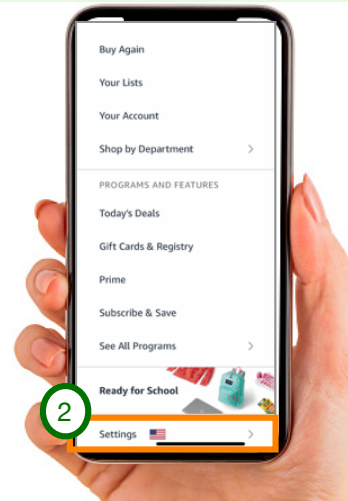 Buy Again
Your Lists
Your Account
Shop by Department
PROGRAMS AND FEATURES
Today's Deals
Gift Cards & Registry
Prime
Subscribe & Save
See All Programs
Ready for School
2
Settings